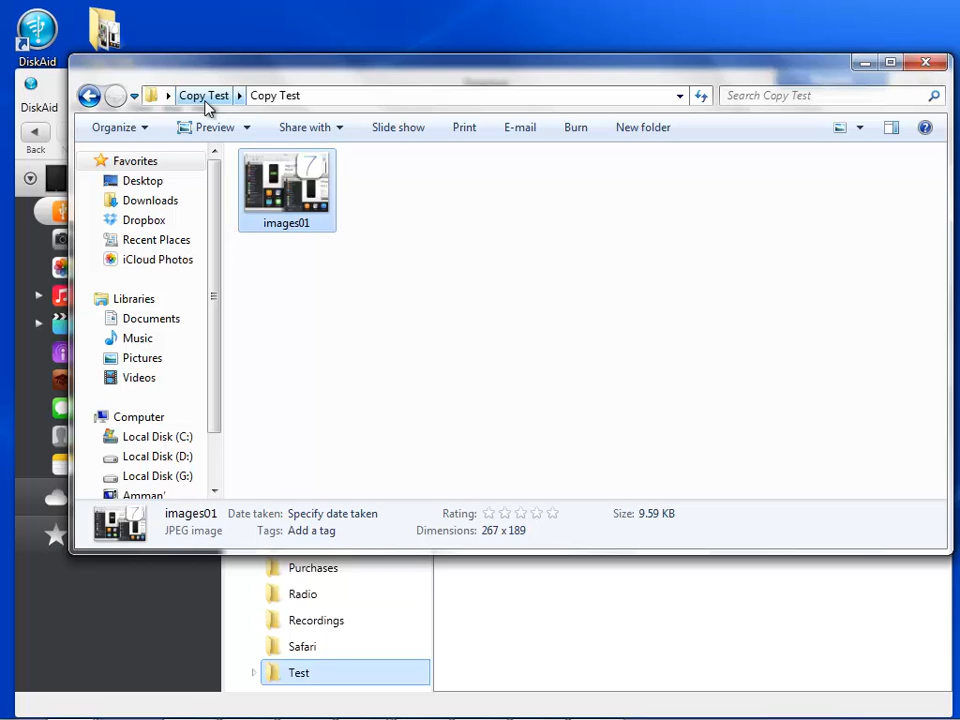 DiskAid
DiskAid
Back
Copy Test
Copy Test
Search Copy Test
Organize
Preview
Share with
Slide show
Print
E-mail
Burn
New folder
Favorites
Desktop
Downloads
Dropbox
Recent Places
iCloud Photos
Libraries
Documents
Music
Pictures
Videos
Computer
Local Disk (C:)
Local Disk (D:)
Local Disk (G:)
Amman'
7
images01
images01
Date taken: Specify date taken
Rating:
Size: 9.59 KB
JPEG image
Tags: Add a tag
Dimensions: 267 x 189
Purchases
Radio
Recordings
Safari
Test